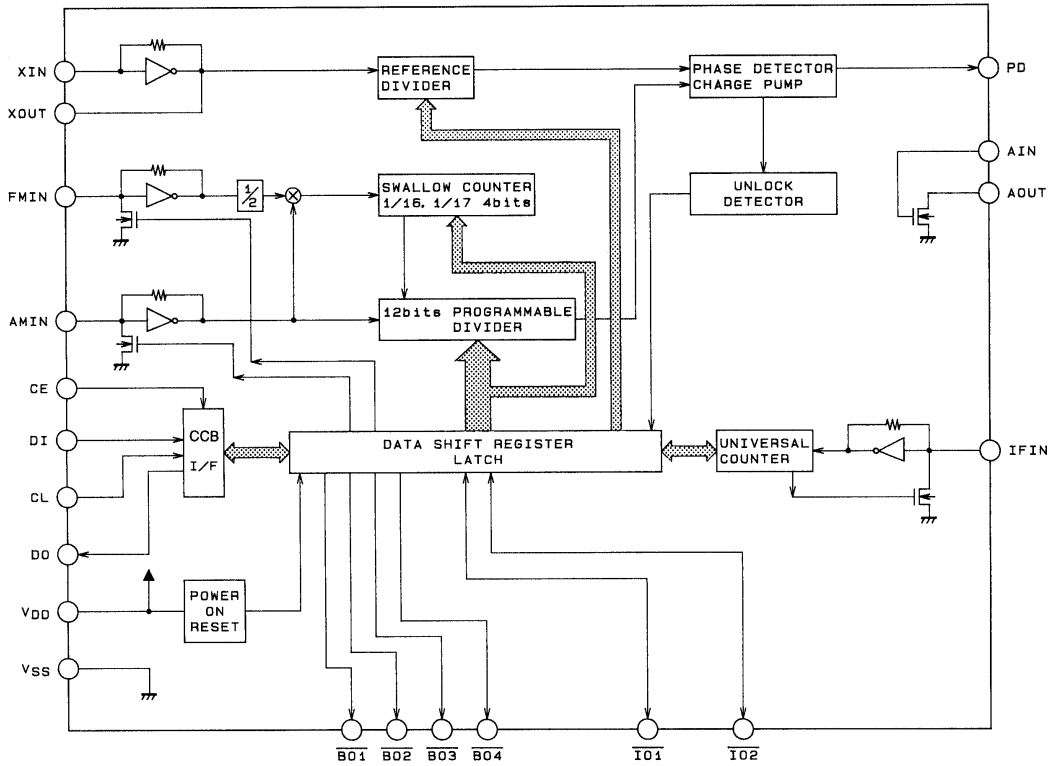 XIN
XOUT
FMIN
AMIN
CE
DI
CL
DO
VDD
VSS
REFERENCE
DIVIDER
PHASE DETECTOR
CHARGE PUMP
PD
AIN
AOUT
1/2
SWALLOW COUNTER
1/16, 1/17 4bits
UNLOCK
DETECTOR
12bits PROGRAMMABLE
DIVIDER
CCB
I/F
DATA SHIFT REGISTER
LATCH
UNIVERSAL
COUNTER
IFIN
POWER
ON
RESET
BO1
BO2
BO3
BO4
IO1
IO2